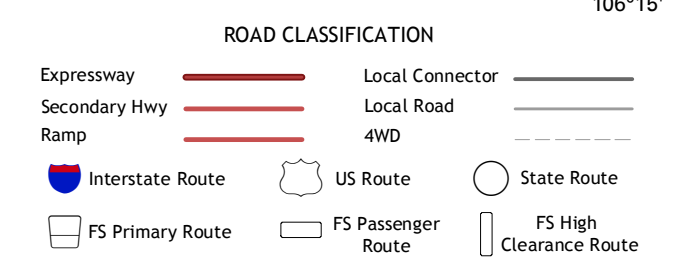 106°15'
ROAD CLASSIFICATION
Expressway
Local Connector
Secondary Hwy
Local Road
Ramp
4WD
Interstate Route
US Route
State Route
FS Primary Route
FS Passenger
Route
FS High
Clearance Route